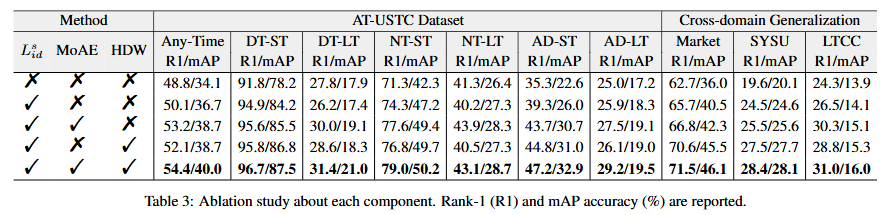 Method AT-USTC Dataset Cross-domain Generalization
L^s_id MoAE HDW Any-Time DT-ST DT-LT NT-ST NT-LT AD-ST AD-LT Market SYSU LTCC
R1/mAP R1/mAP R1/mAP R1/mAP R1/mAP R1/mAP R1/mAP R1/mAP R1/mAP R1/mAP
✗ ✗ ✗ 48.8/34.1 91.8/78.2 27.8/17.9 71.3/42.3 41.3/26.4 35.3/22.6 25.0/17.2 62.7/36.0 19.6/20.1 24.3/13.9
✓ ✗ ✗ 50.1/36.7 94.9/84.2 26.2/17.4 74.3/47.2 40.2/27.3 39.3/26.0 25.9/18.3 65.7/40.5 24.5/24.6 26.5/14.1
✓ ✓ ✗ 53.2/38.7 95.6/85.5 30.0/19.1 77.6/49.4 43.9/28.3 43.7/30.7 27.5/19.1 66.8/42.3 25.5/25.6 30.3/15.1
✓ ✗ ✓ 52.1/38.7 95.8/86.8 28.6/18.3 76.8/49.7 40.5/27.3 44.8/31.0 26.1/19.0 70.6/45.5 27.5/27.7 28.8/15.3
✓ ✓ ✓ 54.4/40.0 96.7/87.5 31.4/21.0 79.0/50.2 43.1/28.7 47.2/32.9 29.2/19.5 71.5/46.1 28.4/28.1 31.0/16.0
Table 3: Ablation study about each component. Rank-1 (R1) and mAP accuracy (%) are reported.